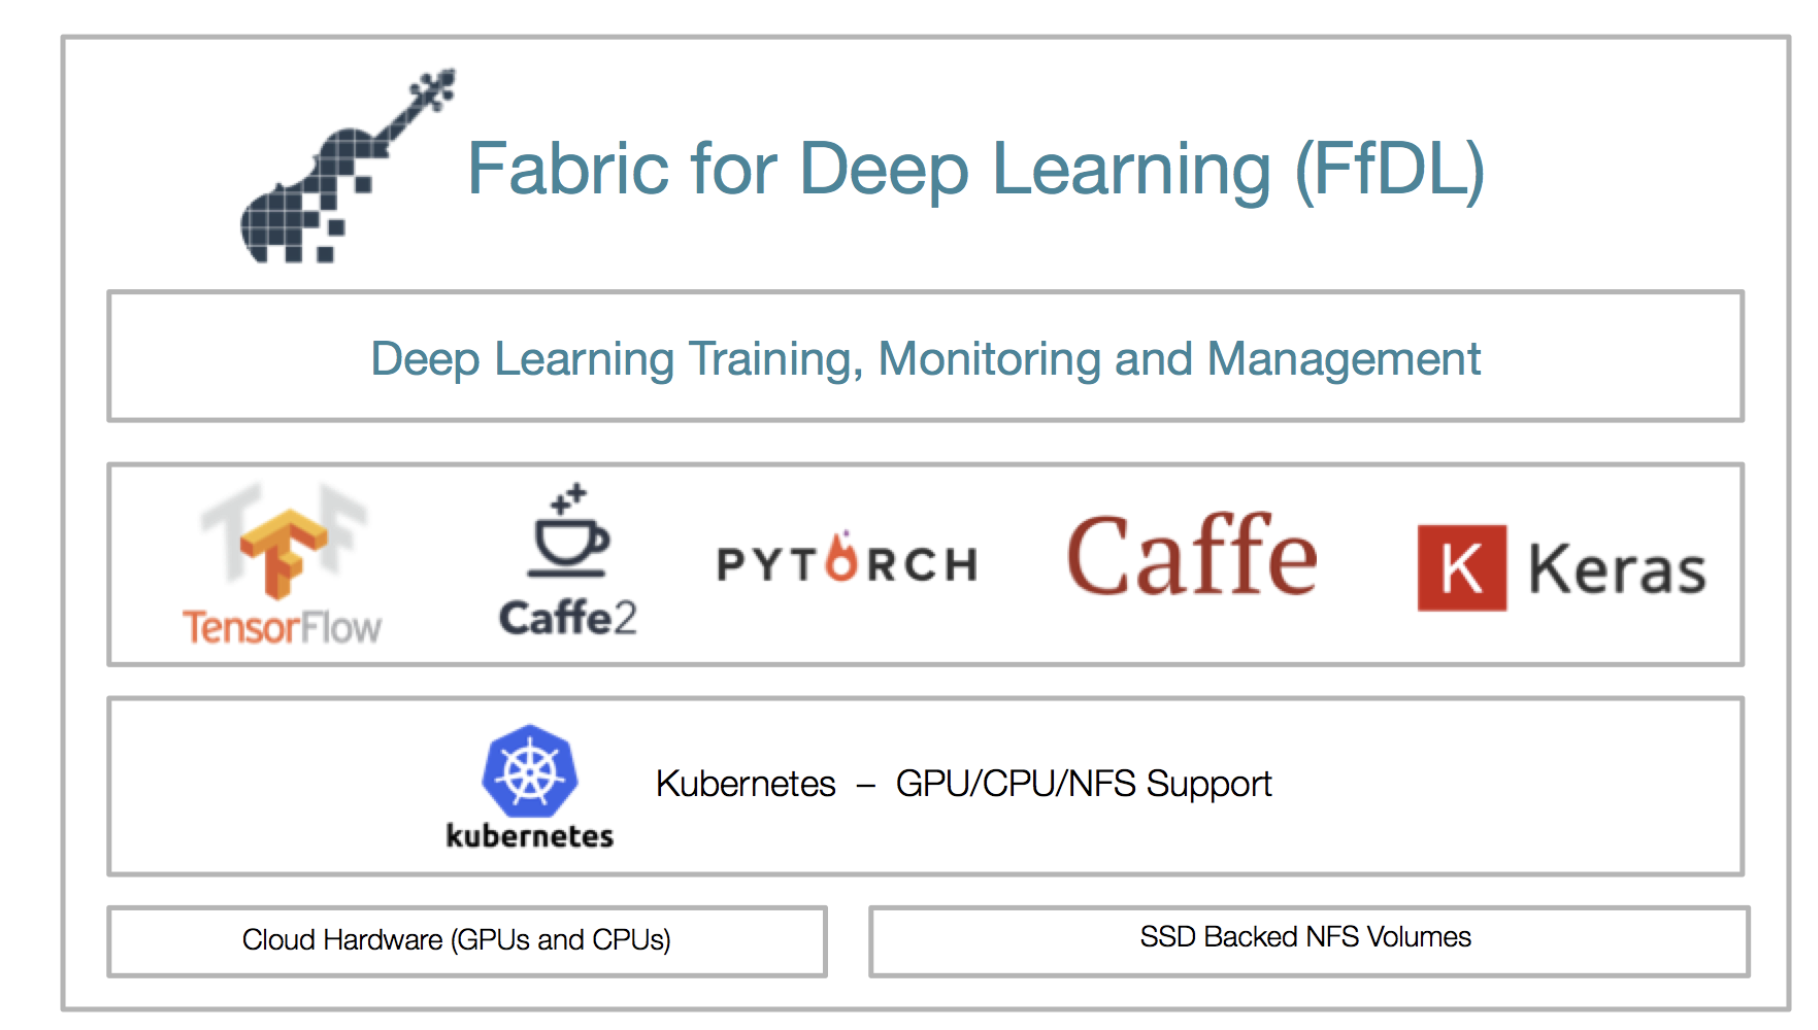 Fabric for Deep Learning (FfDL)
Deep Learning Training, Monitoring and Management
TensorFlow
Caffe2
PYTORCH
Caffe
K Keras
kubernetes
Kubernetes – GPU/CPU/NFS Support
Cloud Hardware (GPUs and CPUs)
SSD Backed NFS Volumes